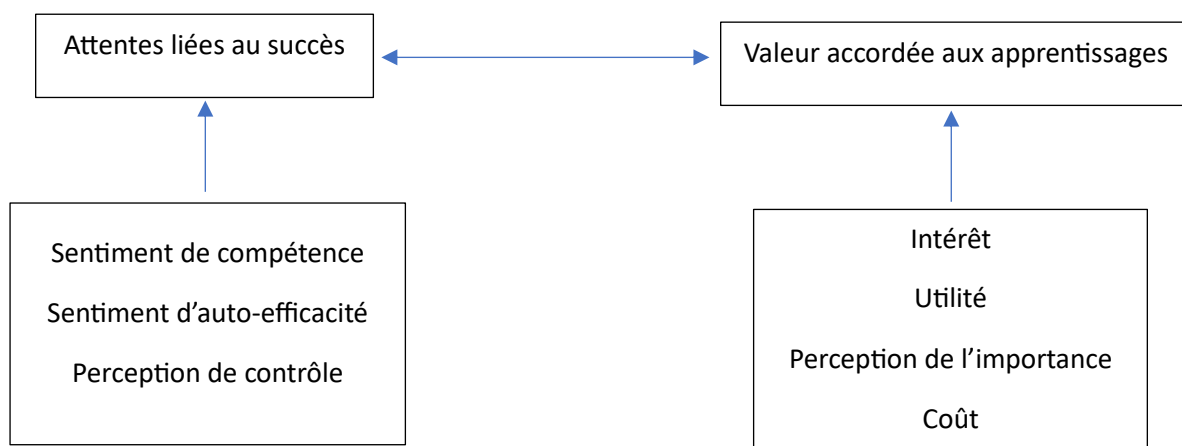 Attentes liées au succès
Valeur accordée aux apprentissages
Sentiment de compétence
Sentiment d’auto-efficacité
Perception de contrôle
Intérêt
Utilité
Perception de l’importance
Coût